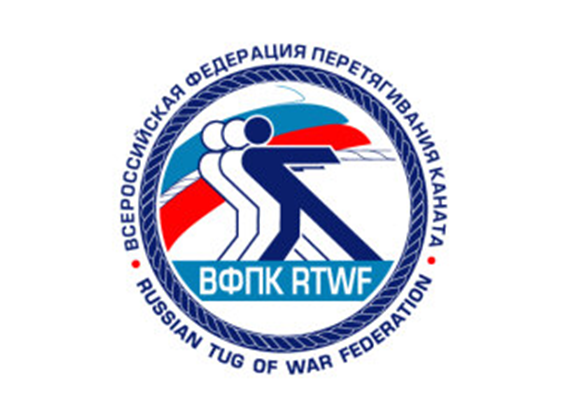 ВСЕРОССИЙСКАЯ ФЕДЕРАЦИЯ ПЕРЕТЯГИВАНИЯ КАНАТА
ВФПК RTWF
RUSSIAN TUG OF WAR FEDERATION